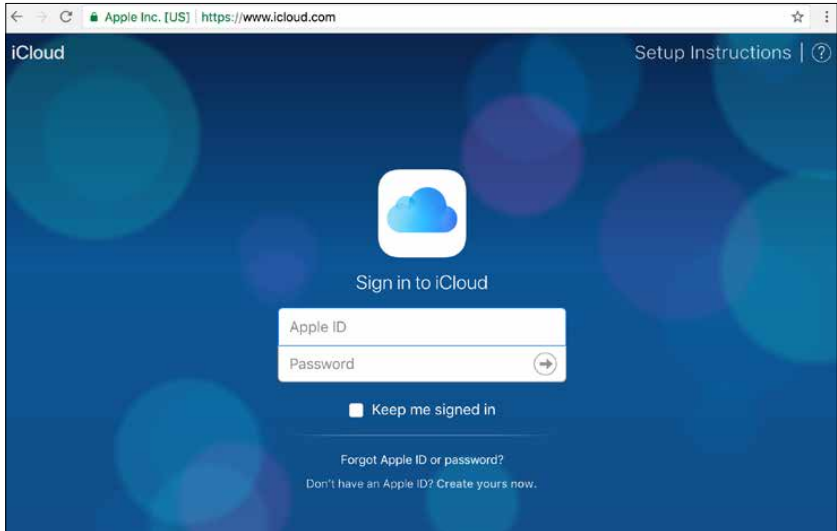 Apple Inc. [US] https://www.icloud.com
iCloud
Setup Instructions | ?
Sign in to iCloud
Apple ID
Password
Keep me signed in
Forgot Apple ID or password?
Don't have an Apple ID? Create yours now.